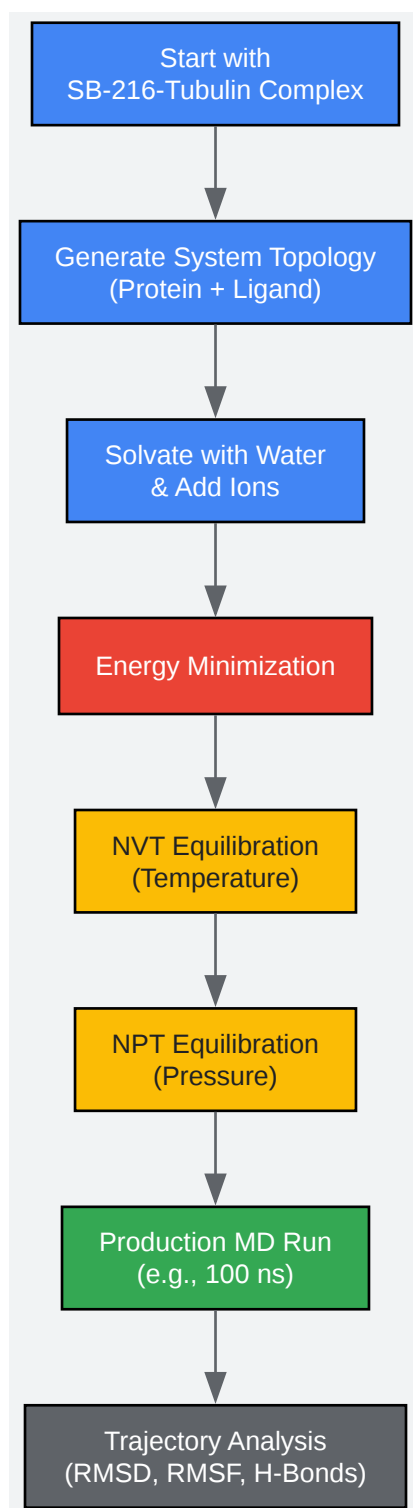 Start with
SB-216-Tubulin Complex
Generate System Topology
(Protein + Ligand)
Solvate with Water
& Add Ions
Energy Minimization
NVT Equilibration
(Temperature)
NPT Equilibration
(Pressure)
Production MD Run
(e.g., 100 ns)
Trajectory Analysis
(RMSD, RMSF, H-Bonds)